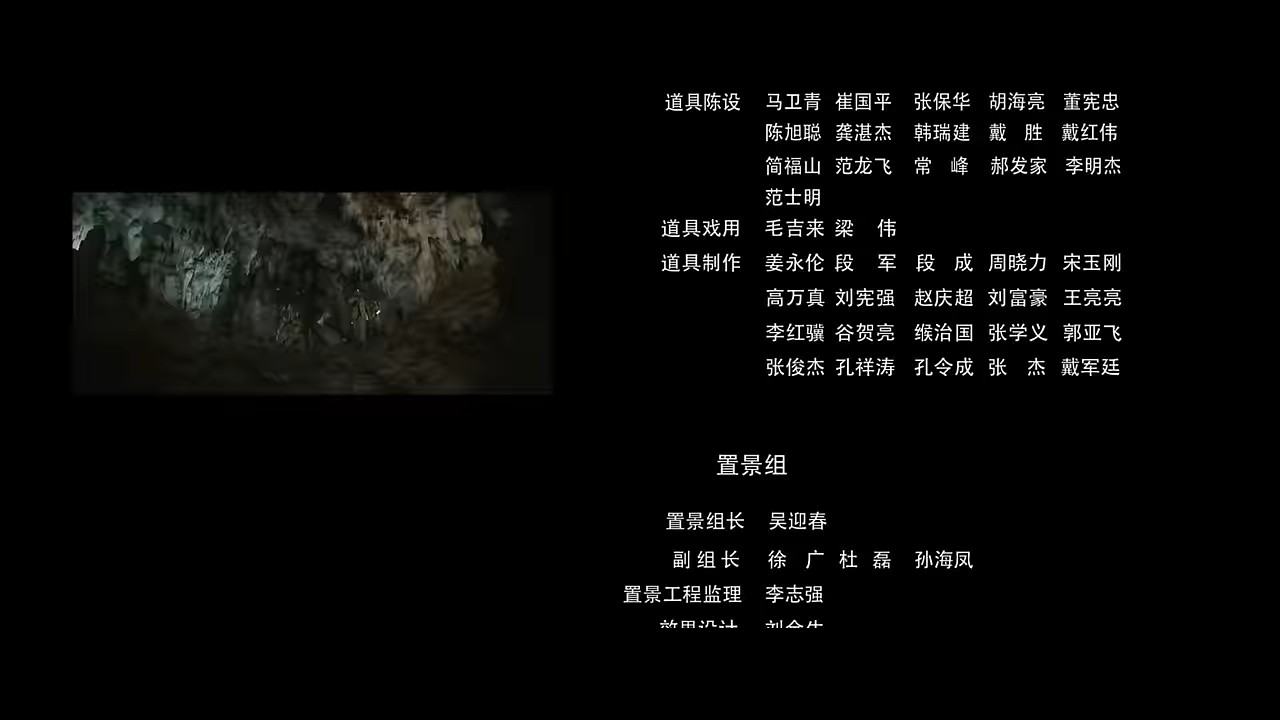 道具陈设 马卫青 崔国平 张保华 胡海亮 董宪忠
陈旭聪 龚湛杰 韩瑞建 戴 胜 戴红伟
简福山 范龙飞 常 峰 郝发家 李明杰
范士明
道具戏用 毛吉来 梁 伟
道具制作 姜永伦 段 军 段 成 周晓力 宋玉刚
高万真 刘宪强 赵庆超 刘富豪 王亮亮
李红骥 谷贺亮 缑治国 张学义 郭亚飞
张俊杰 孔祥涛 孔令成 张 杰 戴军廷
置景组
置景组长 吴迎春
副组长 徐 广 杜 磊 孙海凤
置景工程监理 李志强
效果设计